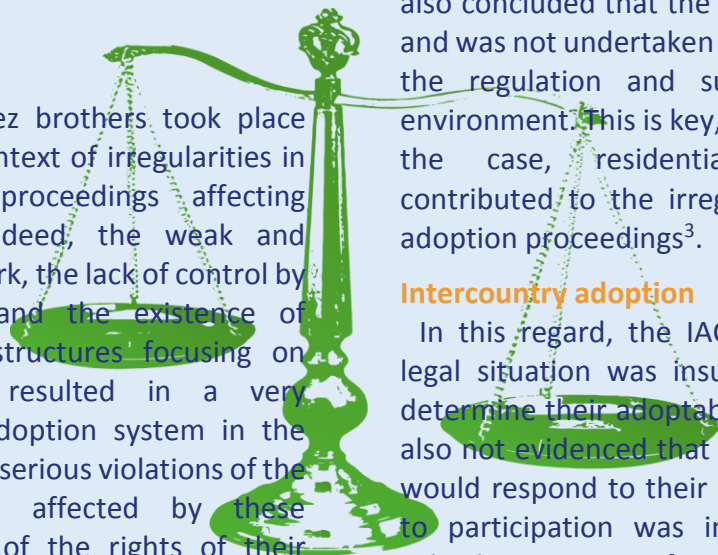 ez brothers took place
ntext of irregularities in
proceedings affecting
deed, the weak and
rk, the lack of control by
and the existence of
structures focusing on
resulted in a very
doption system in the
serious violations of the
affected by these
of the rights of their
also concluded that the
and was not undertaken
the regulation and su
environment. This is key,
the case, residentia
contributed to the irreg
adoption proceedings³.
Intercountry adoption
In this regard, the IAC
legal situation was insu
determine their adoptab
also not evidenced that
would respond to their
to participation was in